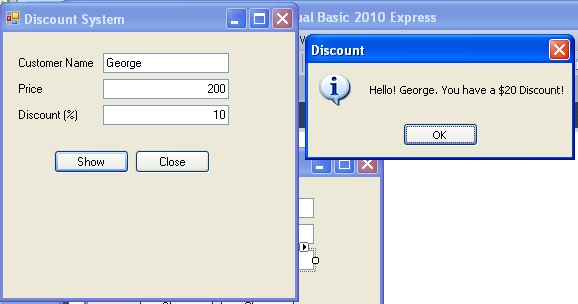 Discount System
ual Basic 2010 Express
Discount
Customer Name George
Price 200
Discount (%) 10
Hello! George. You have a $20 Discount!
OK
Show Close